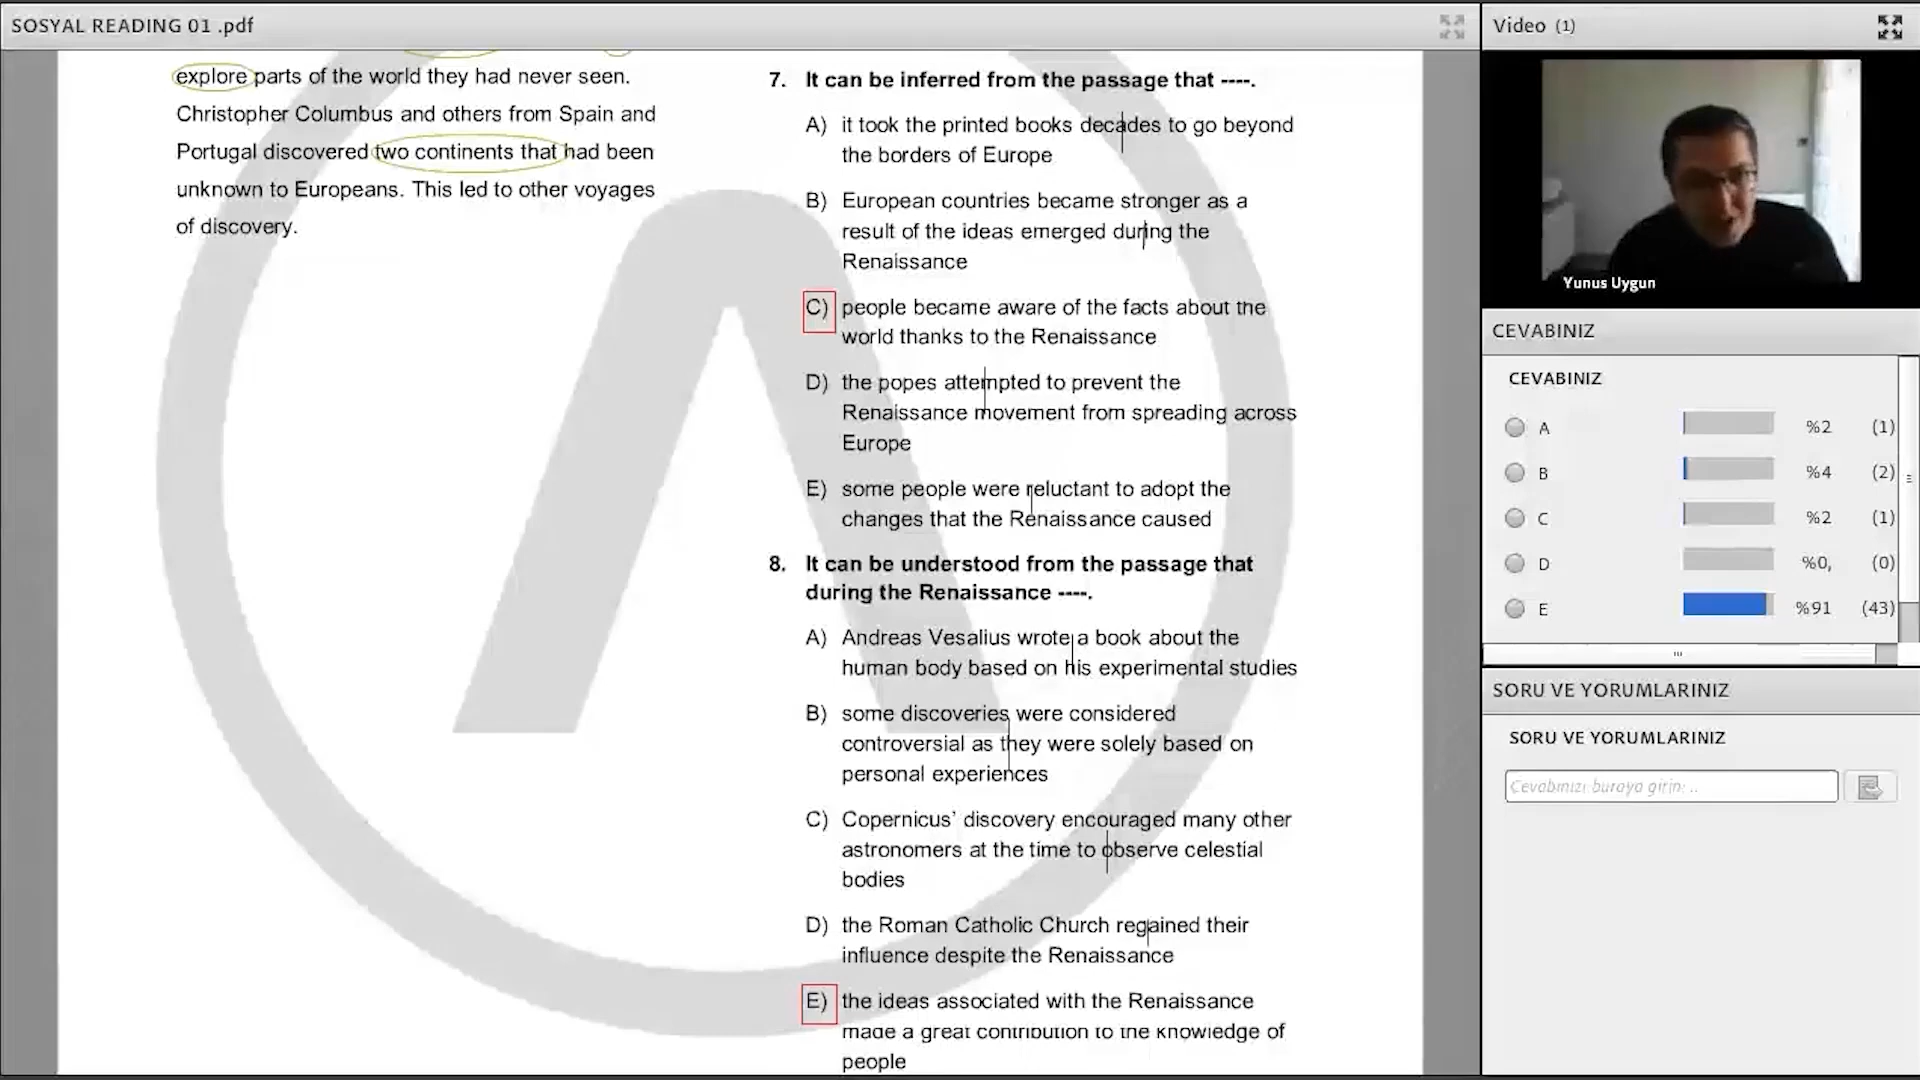 SOSYAL READING 01 .pdf
explore parts of the world they had never seen.
Christopher Columbus and others from Spain and
Portugal discovered two continents that had been
unknown to Europeans. This led to other voyages
of discovery.
7. It can be inferred from the passage that ----.
A) it took the printed books decades to go beyond
the borders of Europe
B) European countries became stronger as a
result of the ideas emerged during the
Renaissance
C) people became aware of the facts about the
world thanks to the Renaissance
D) the popes attempted to prevent the
Renaissance movement from spreading across
Europe
E) some people were reluctant to adopt the
changes that the Renaissance caused
8. It can be understood from the passage that
during the Renaissance ----.
A) Andreas Vesalius wrote a book about the
human body based on his experimental studies
B) some discoveries were considered
controversial as they were solely based on
personal experiences
C) Copernicus' discovery encouraged many other
astronomers at the time to observe celestial
bodies
D) the Roman Catholic Church regained their
influence despite the Renaissance
E) the ideas associated with the Renaissance
made a great contribution to the knowledge of
people
Video (1)
Yunus Uygun
CEVABINIZ
CEVABINIZ
A %2 (1)
B %4 (2)
C %2 (1)
D %0, (0)
E %91 (43)
SORU VE YORUMLARINIZ
SORU VE YORUMLARINIZ
Cevabınızı buraya girin: ..